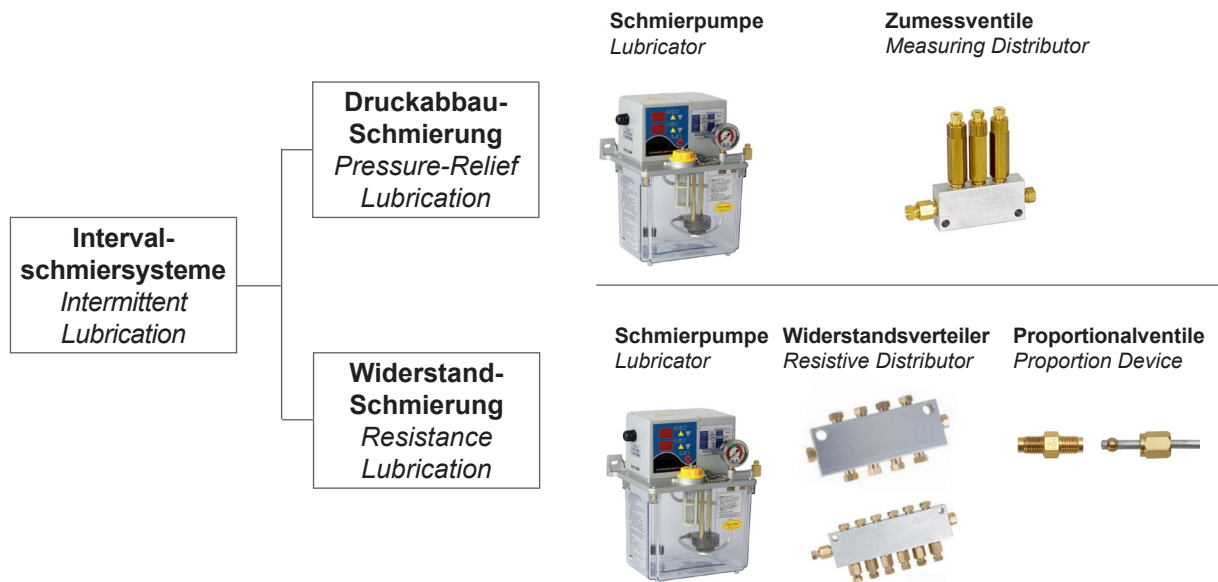 Interval-
schmiersysteme
Intermittent
Lubrication
Druckabbau-
Schmierung
Pressure-Relief
Lubrication
Widerstand-
Schmierung
Resistance
Lubrication
Schmierpumpe
Lubricator
Zumessventile
Measuring Distributor
Schmierpumpe
Lubricator
Widerstandsverteiler
Resistive Distributor
Proportionalventile
Proportion Device